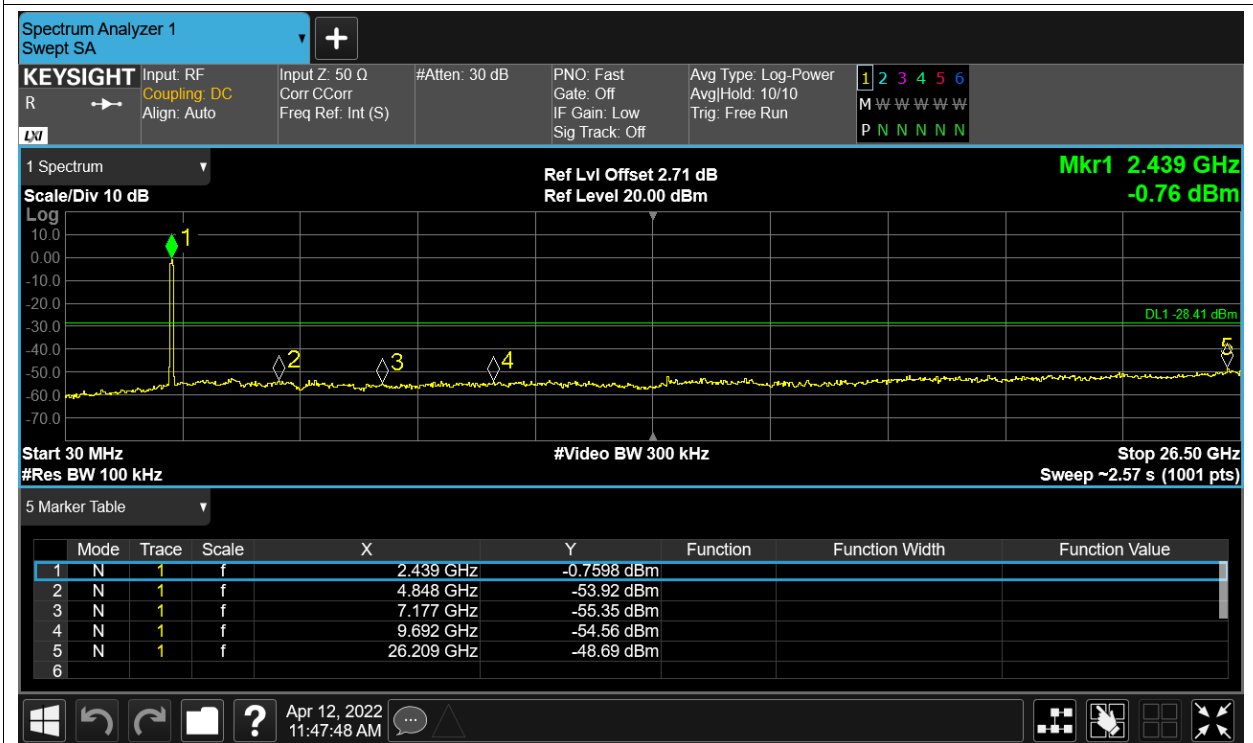 Spectrum Analyzer 1
Swept SA
+
KEYSIGHT Input: RF Input Z: 50 Ω #Atten: 30 dB PNO: Fast Avg Type: Log-Power 1 2 3 4 5 6
R Coupling: DC Corr CCorr Gate: Off Avg|Hold: 10/10 M W W W W W
Align: Auto Freq Ref: Int (S) IF Gain: Low Trig: Free Run
LXI Sig Track: Off P N N N N N
1 Spectrum Ref Lvl Offset 2.71 dB Mkr1 2.439 GHz
Scale/Div 10 dB Ref Level 20.00 dBm -0.76 dBm
Log
10.0 1
0.00
-10.0
-20.0
DL1 -28.41 dBm
-30.0
-40.0 2 3 4 5
-50.0
-60.0
-70.0
Start 30 MHz #Video BW 300 kHz Stop 26.50 GHz
#Res BW 100 kHz Sweep ~2.57 s (1001 pts)
5 Marker Table
Mode Trace Scale X Y Function Function Width Function Value
1 N 1 f 2.439 GHz -0.7598 dBm
2 N 1 f 4.848 GHz -53.92 dBm
3 N 1 f 7.177 GHz -55.35 dBm
4 N 1 f 9.692 GHz -54.56 dBm
5 N 1 f 26.209 GHz -48.69 dBm
6
? Apr 12, 2022
11:47:48 AM